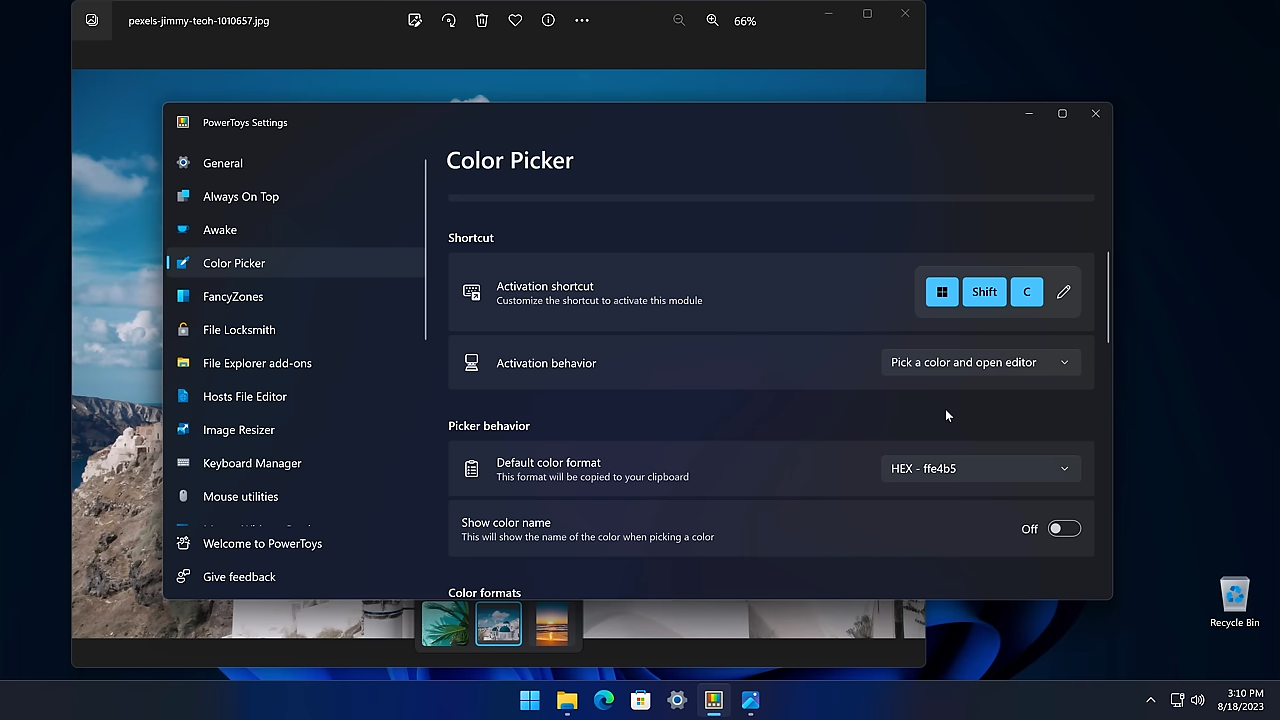 pexels-jimmy-teoh-1010657.jpg
66%
PowerToys Settings
General
Always On Top
Awake
Color Picker
FancyZones
File Locksmith
File Explorer add-ons
Hosts File Editor
Image Resizer
Keyboard Manager
Mouse utilities
Welcome to PowerToys
Give feedback
Color Picker
Shortcut
Activation shortcut
Customize the shortcut to activate this module
Shift
C
Activation behavior
Pick a color and open editor
Picker behavior
Default color format
This format will be copied to your clipboard
HEX - ffe4b5
Show color name
This will show the name of the color when picking a color
Off
Color formats
Recycle Bin
3:10 PM
8/18/2023